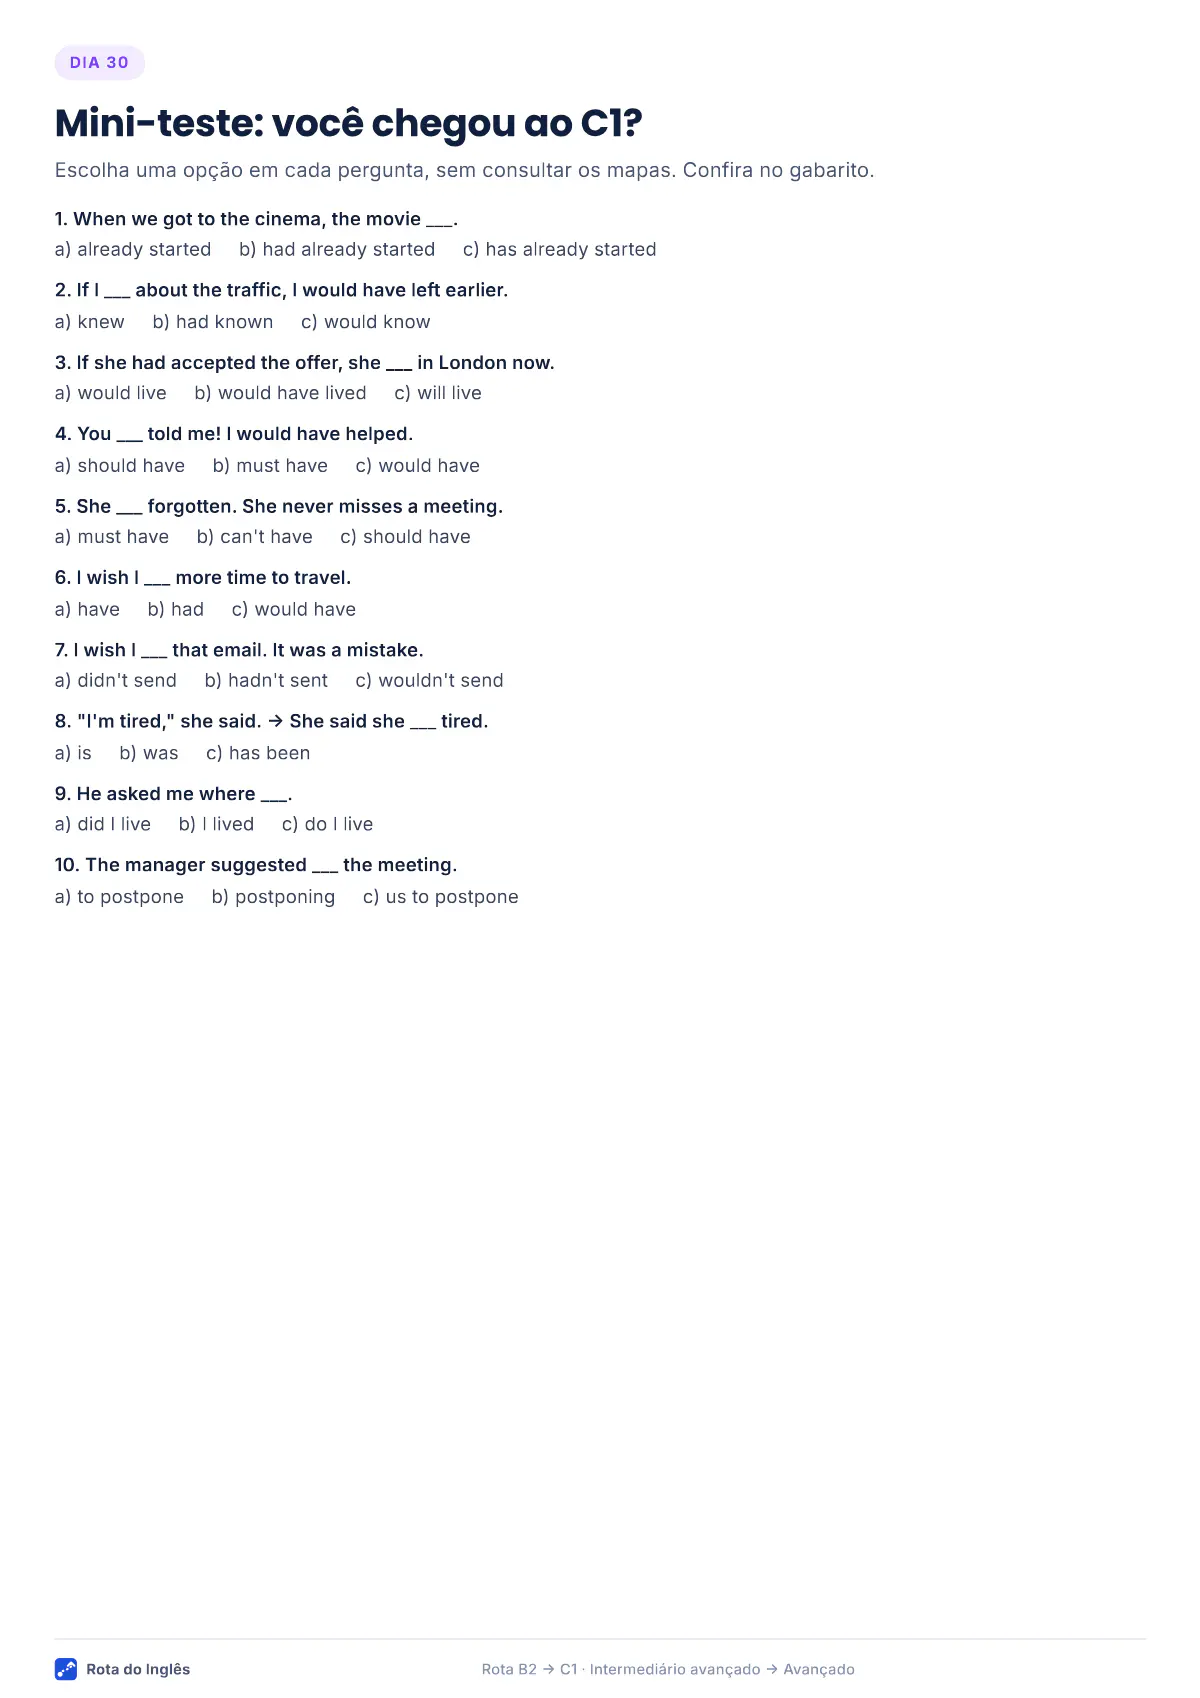 DIA 30
Mini-teste: você chegou ao C1?
Escolha uma opção em cada pergunta, sem consultar os mapas. Confira no gabarito.
1. When we got to the cinema, the movie ___.
a) already started b) had already started c) has already started
2. If I ___ about the traffic, I would have left earlier.
a) knew b) had known c) would know
3. If she had accepted the offer, she ___ in London now.
a) would live b) would have lived c) will live
4. You ___ told me! I would have helped.
a) should have b) must have c) would have
5. She ___ forgotten. She never misses a meeting.
a) must have b) can't have c) should have
6. I wish I ___ more time to travel.
a) have b) had c) would have
7. I wish I ___ that email. It was a mistake.
a) didn't send b) hadn't sent c) wouldn't send
8. "I'm tired," she said. → She said she ___ tired.
a) is b) was c) has been
9. He asked me where ___.
a) did I live b) I lived c) do I live
10. The manager suggested ___ the meeting.
a) to postpone b) postponing c) us to postpone
Rota do Inglês
Rota B2 → C1 · Intermediário avançado → Avançado